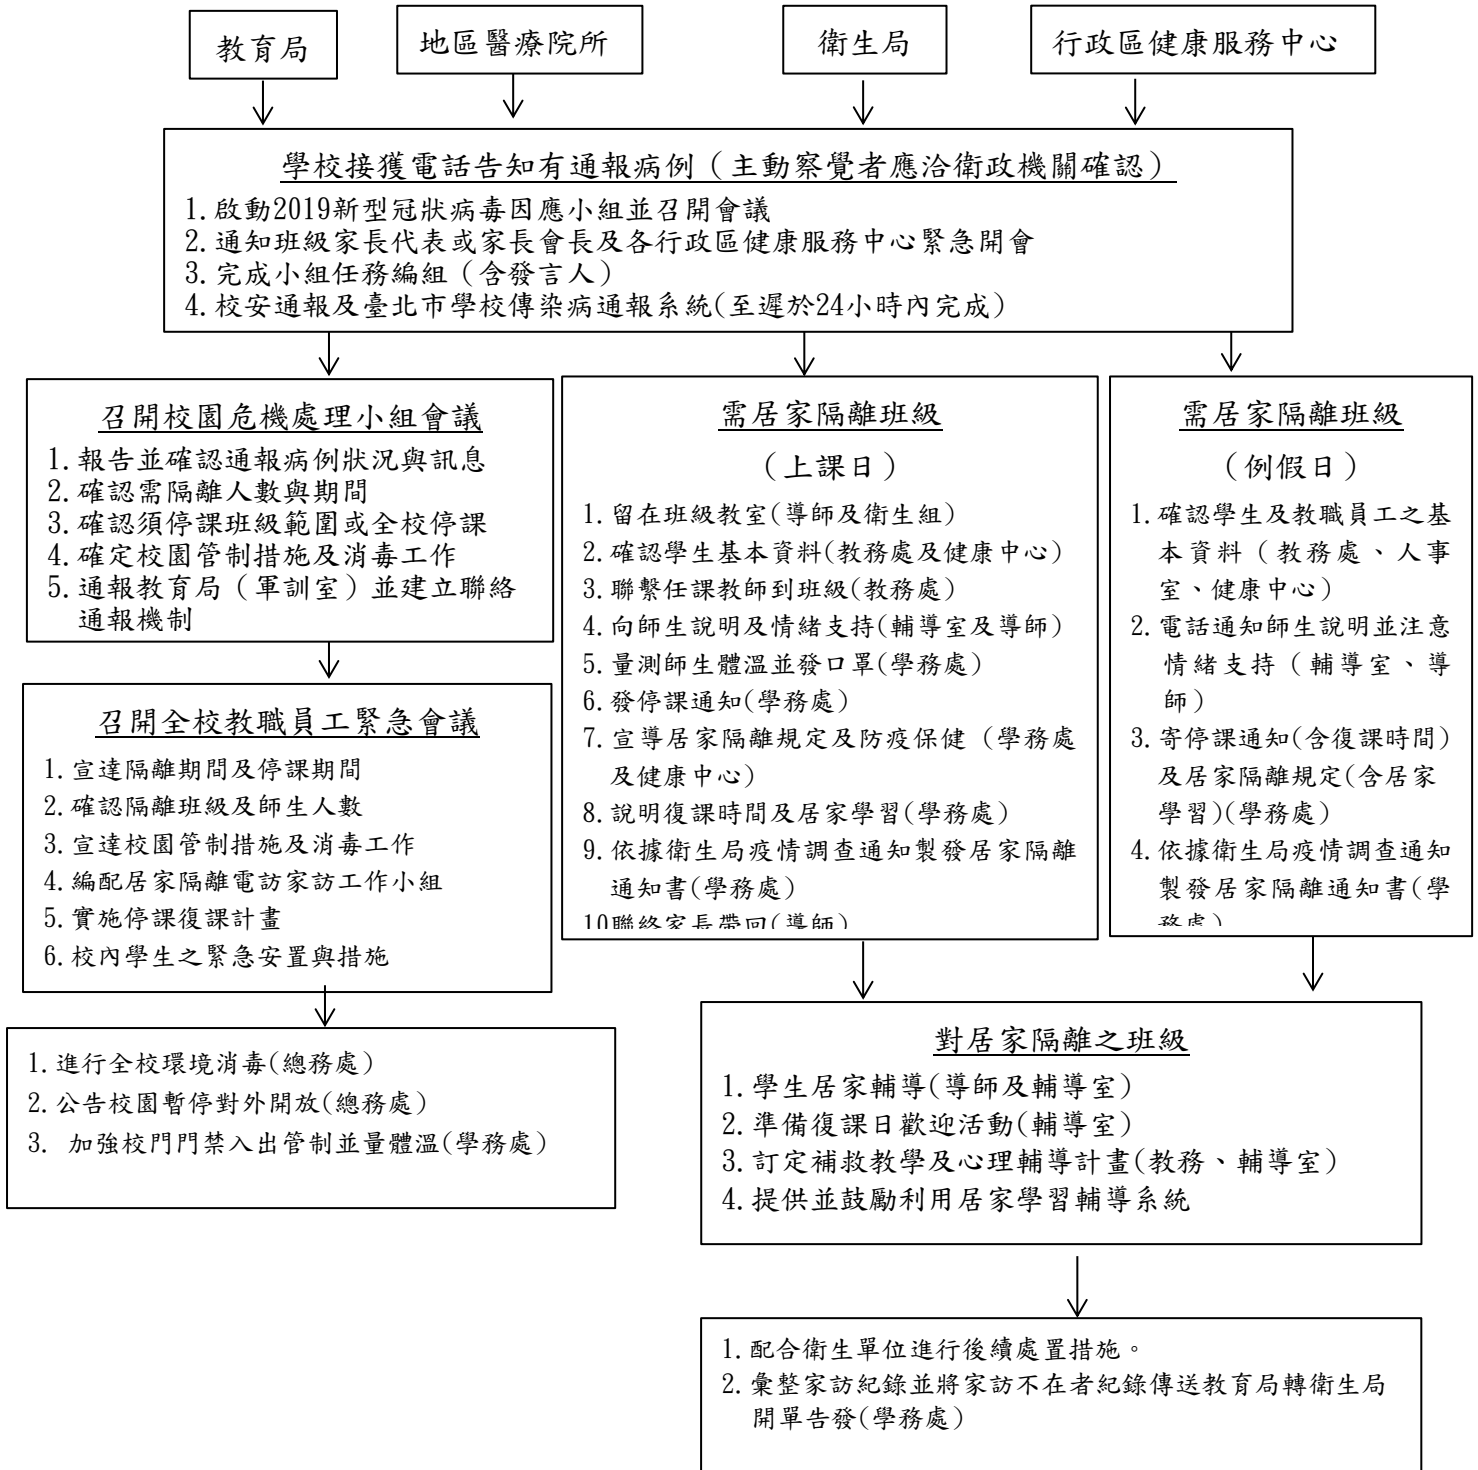 教育局
地區醫療院所
衛生局
行政區健康服務中心
學校接獲電話告知有通報病例（主動察覺者應洽衛政機關確認）
1.啟動2019新型冠狀病毒因應小組並召開會議
2.通知班級家長代表或家長會長及各行政區健康服務中心緊急開會
3.完成小組任務編組（含發言人）
4.校安通報及臺北市學校傳染病通報系統(至遲於24小時內完成)
召開校園危機處理小組會議
1.報告並確認通報病例狀況與訊息
2.確認需隔離人數與期間
3.確認須停課班級範圍或全校停課
4.確定校園管制措施及消毒工作
5.通報教育局（軍訓室）並建立聯絡
通報機制
召開全校教職員工緊急會議
1.宣達隔離期間及停課期間
2.確認隔離班級及師生人數
3.宣達校園管制措施及消毒工作
4.編配居家隔離電訪家訪工作小組
5.實施停課復課計畫
6.校內學生之緊急安置與措施
1.進行全校環境消毒(總務處)
2.公告校園暫停對外開放(總務處)
3. 加強校門門禁入出管制並量體溫(學務處)
需居家隔離班級
（上課日）
1.留在班級教室(導師及衛生組)
2.確認學生基本資料(教務處及健康中心)
3.聯繫任課教師到班級(教務處)
4.向師生說明及情緒支持(輔導室及導師)
5.量測師生體溫並發口罩(學務處)
6.發停課通知(學務處)
7.宣導居家隔離規定及防疫保健（學務處
及健康中心)
8.說明復課時間及居家學習(學務處)
9.依據衛生局疫情調查通知製發居家隔離
通知書(學務處)
10聯絡家長帶回(導師)
需居家隔離班級
（例假日）
1.確認學生及教職員工之基
本資料（教務處、人事
室、健康中心)
2.電話通知師生說明並注意
情緒支持（輔導室、導
師）
3.寄停課通知(含復課時間)
及居家隔離規定(含居家
學習)(學務處)
4.依據衛生局疫情調查通知
製發居家隔離通知書(學
務處)
對居家隔離之班級
1.學生居家輔導(導師及輔導室)
2.準備復課日歡迎活動(輔導室)
3.訂定補救教學及心理輔導計畫(教務、輔導室)
4.提供並鼓勵利用居家學習輔導系統
1.配合衛生單位進行後續處置措施。
2.彙整家訪紀錄並將家訪不在者紀錄傳送教育局轉衛生局
開單告發(學務處)